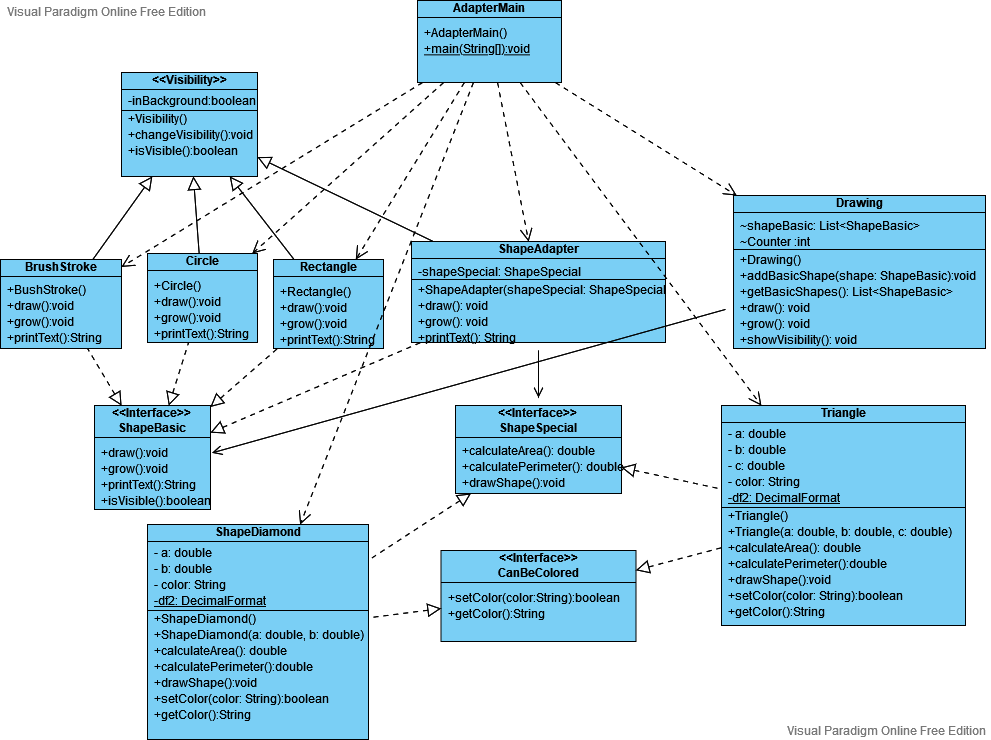 Visual Paradigm Online Free Edition
AdapterMain
+AdapterMain()
+main(String[]):void
<<Visibility>>
-inBackground:boolean
+Visibility()
+changeVisibility():void
+isVisible():boolean
BrushStroke
+BushStroke()
+draw():void
+grow():void
+printText():String
Circle
+Circle()
+draw():void
+grow():void
+printText():String
Rectangle
+Rectangle()
+draw():void
+grow():void
+printText():String
ShapeAdapter
-shapeSpecial: ShapeSpecial
+ShapeAdapter(shapeSpecial: ShapeSpecial
+draw(): void
+grow(): void
+printText(): String
Drawing
~shapeBasic: List<ShapeBasic>
~Counter :int
+Drawing()
+addBasicShape(shape: ShapeBasic):void
+getBasicShapes(): List<ShapeBasic>
+draw(): void
+grow(): void
+showVisibility(): void
<<Interface>>
ShapeBasic
+draw():void
+grow():void
+printText():String
+isVisible():boolean
<<Interface>>
ShapeSpecial
+calculateArea(): double
+calculatePerimeter(): double
+drawShape():void
Triangle
- a: double
- b: double
- c: double
- color: String
-df2: DecimalFormat
+Triangle()
+Triangle(a: double, b: double, c: double)
+calculateArea(): double
+calculatePerimeter():double
+drawShape():void
+setColor(color: String):boolean
+getColor():String
ShapeDiamond
- a: double
- b: double
- color: String
-df2: DecimalFormat
+ShapeDiamond()
+ShapeDiamond(a: double, b: double)
+calculateArea(): double
+calculatePerimeter():double
+drawShape():void
+setColor(color: String):boolean
+getColor():String
<<Interface>>
CanBeColored
+setColor(color:String):boolean
+getColor():String
Visual Paradigm Online Free Edition